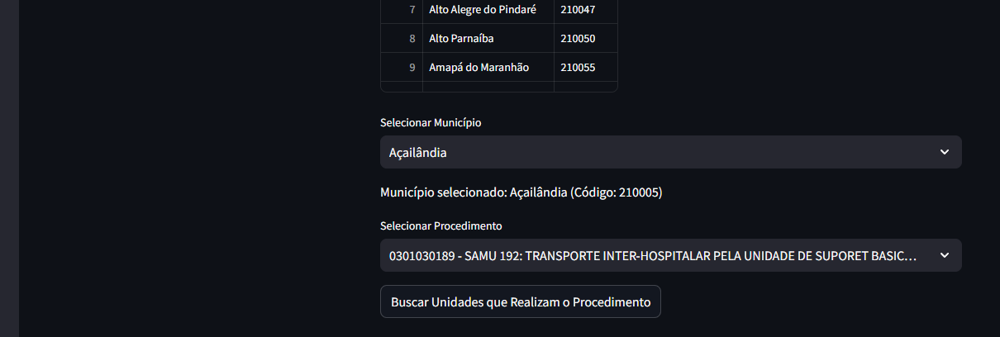 7 Alto Alegre do Pindaré 210047
8 Alto Parnaíba 210050
9 Amapá do Maranhão 210055
Selecionar Município
Açailândia
Município selecionado: Açailândia (Código: 210005)
Selecionar Procedimento
0301030189 - SAMU 192: TRANSPORTE INTER-HOSPITALAR PELA UNIDADE DE SUPORET BASIC...
Buscar Unidades que Realizam o Procedimento